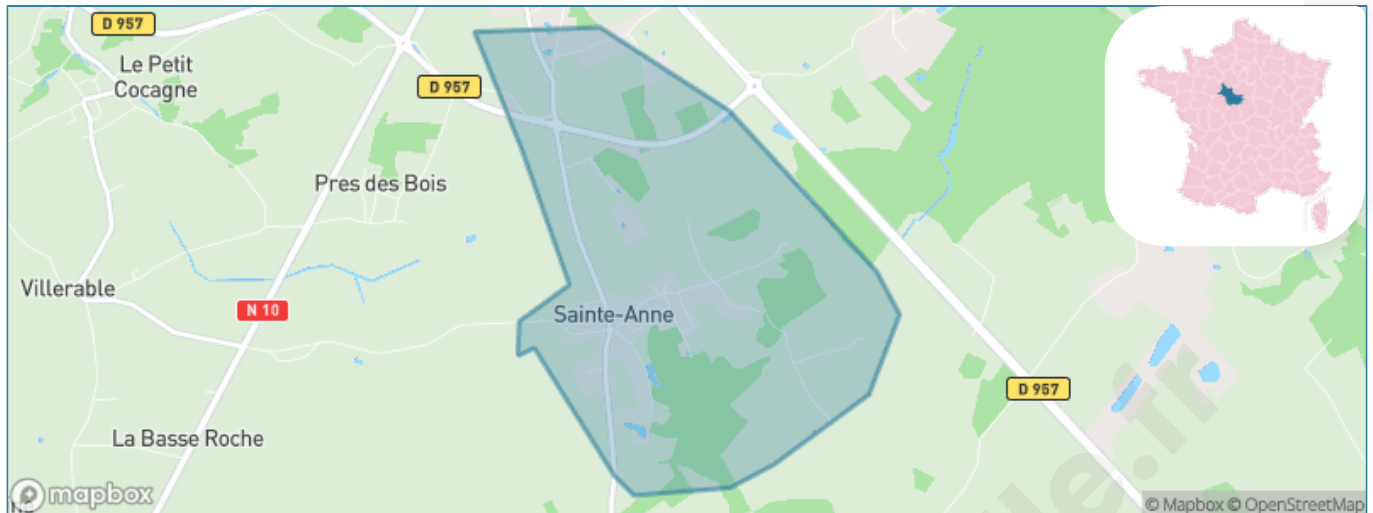 D 957
Le Petit
Cocagne
D 957
Pres des Bois
Villerable
N 10
Sainte-Anne
D 957
La Basse Roche
mapbox
© Mapbox © OpenStreetMap